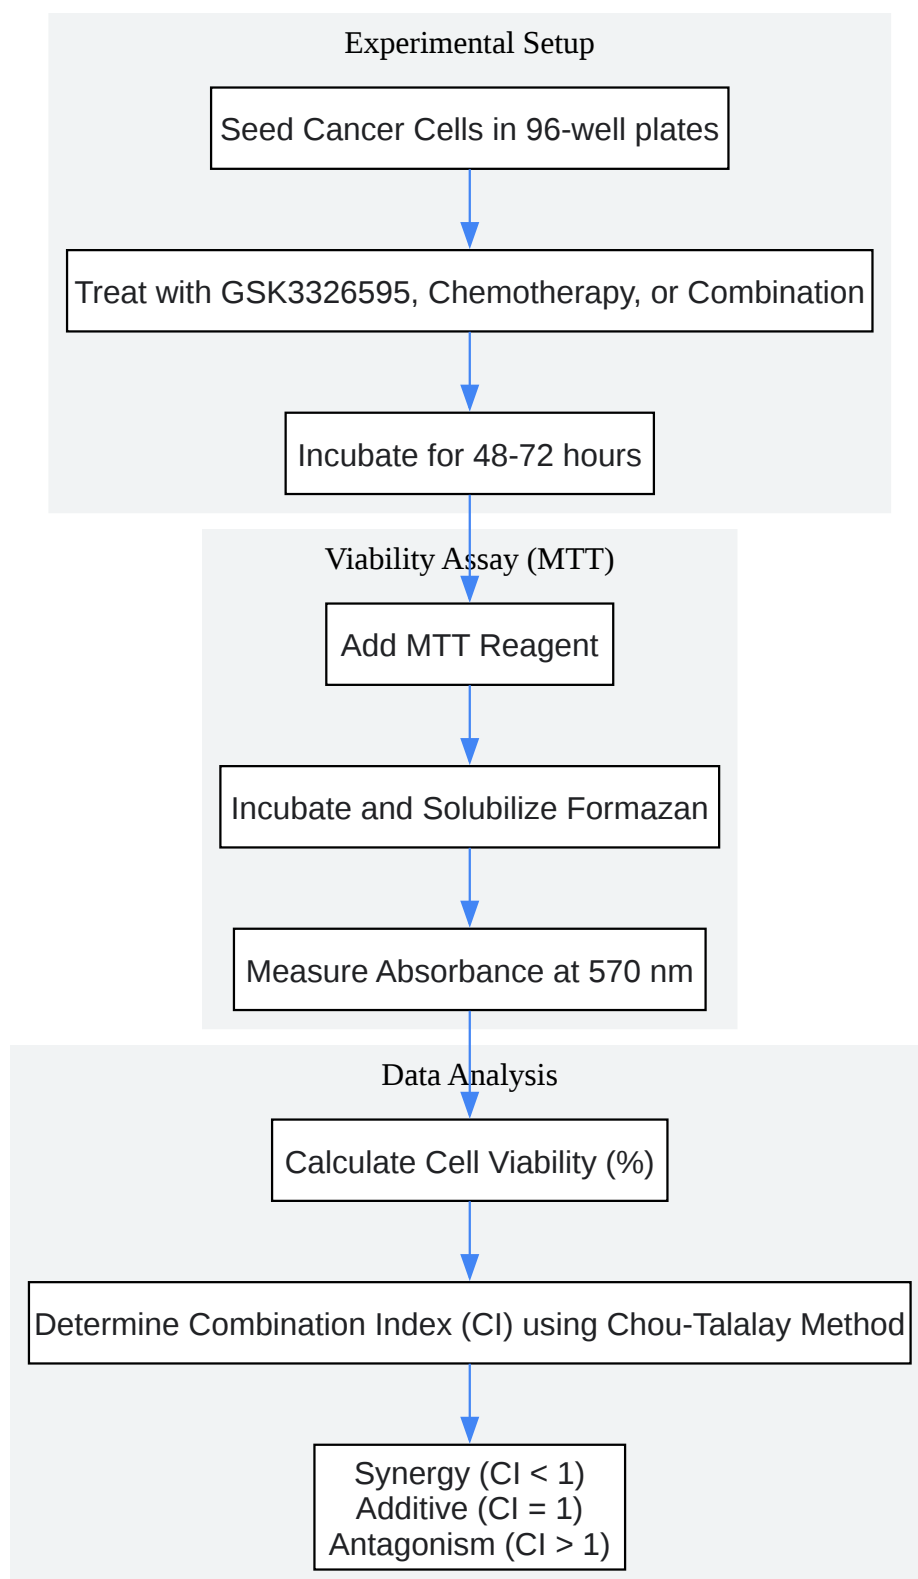 Experimental Setup
Seed Cancer Cells in 96-well plates
Treat with GSK3326595, Chemotherapy, or Combination
Incubate for 48-72 hours
Viability Assay (MTT)
Add MTT Reagent
Incubate and Solubilize Formazan
Measure Absorbance at 570 nm
Data Analysis
Calculate Cell Viability (%)
Determine Combination Index (CI) using Chou-Talalay Method
Synergy (CI < 1)
Additive (CI = 1)
Antagonism (CI > 1)